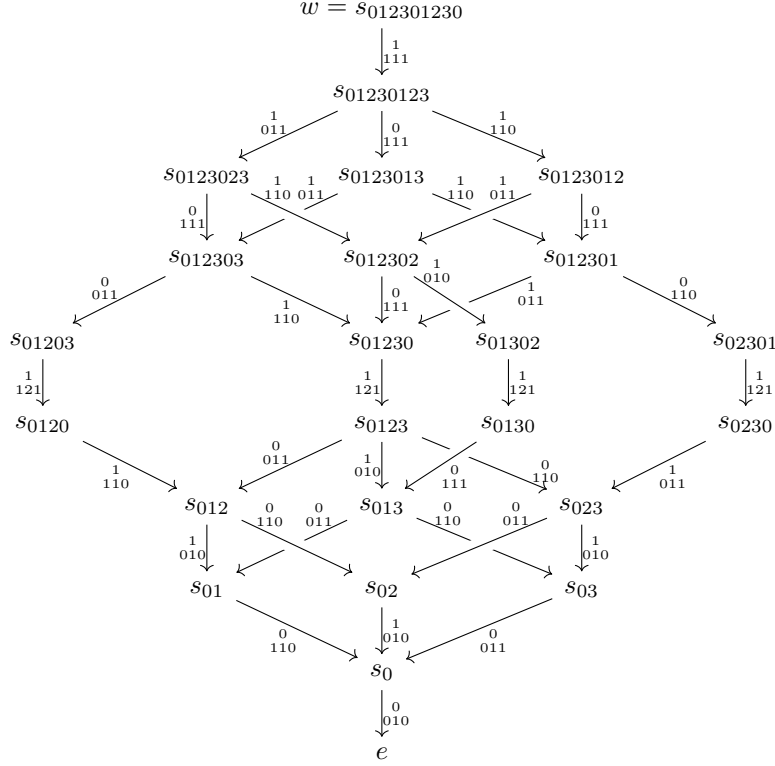 w = s₀₁₂₃₀₁₂₃₀
1
111
s₀₁₂₃₀₁₂₃
1 0 1
011 111 110
s₀₁₂₃₀₂₃ s₀₁₂₃₀₁₃ s₀₁₂₃₀₁₂
0 1 1 1 1 0
111 110 011 110 011 111
s₀₁₂₃₀₃ s₀₁₂₃₀₂ s₀₁₂₃₀₁
0 1 0 1 1 0
011 110 111 010 011 110
s₀₁₂₀₃ s₀₁₂₃₀ s₀₁₃₀₂ s₀₂₃₀₁
1 1 1 1
121 121 121 121
s₀₁₂₀ s₀₁₂₃ s₀₁₃₀ s₀₂₃₀
1 0 1 0 0 1
110 011 010 111 110 011
s₀₁₂ s₀₁₃ s₀₂₃
1 0 0 0 0 1
010 110 011 110 011 010
s₀₁ s₀₂ s₀₃
0 1 0
110 010 011
s₀
0
010
e